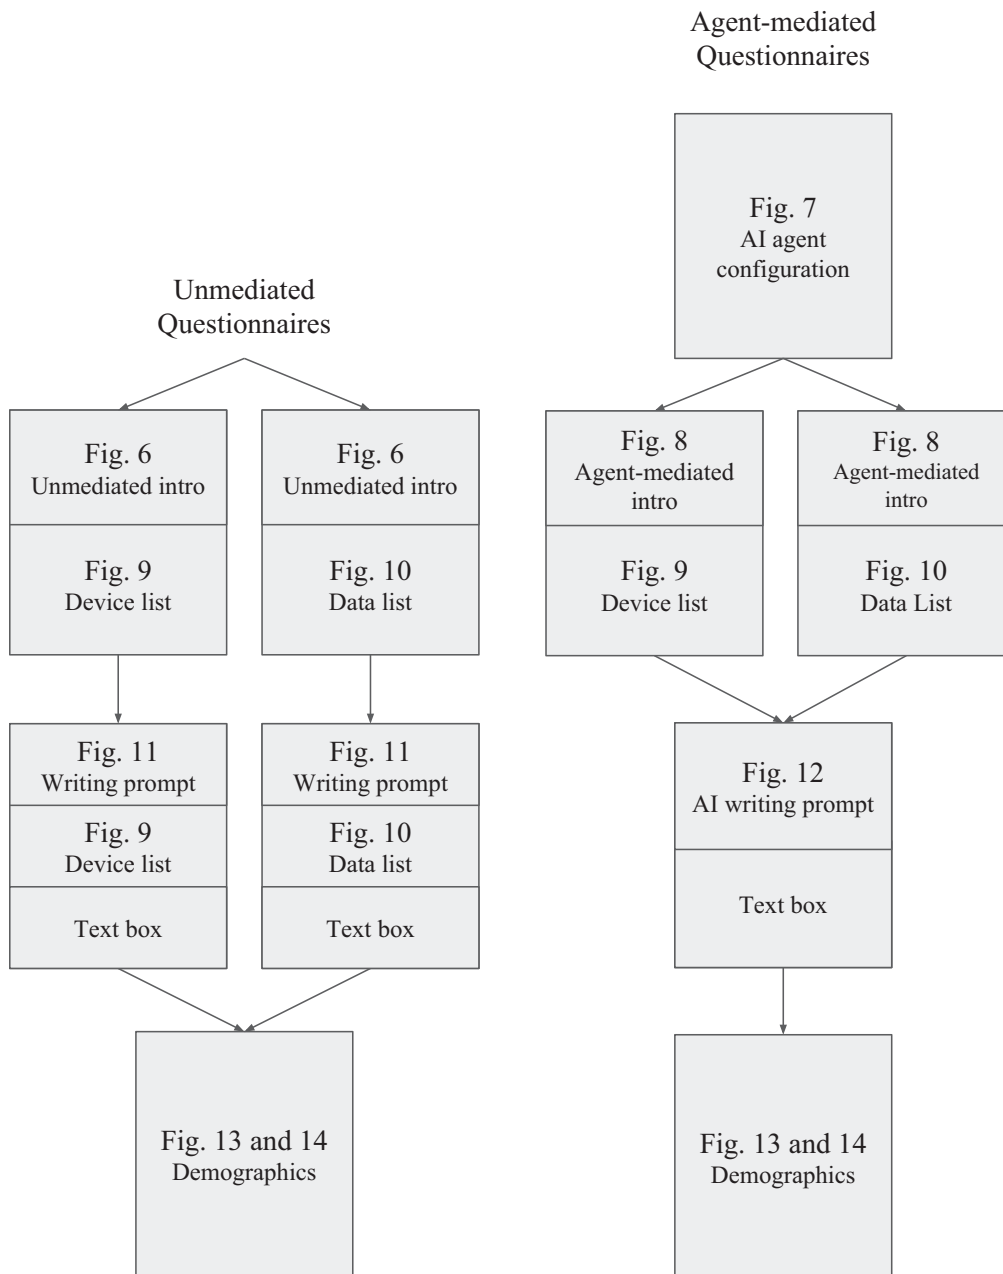 Agent-mediated
Questionnaires
Fig. 7
AI agent
configuration
Unmediated
Questionnaires
Fig. 6
Unmediated intro
Fig. 6
Unmediated intro
Fig. 8
Agent-mediated
intro
Fig. 8
Agent-mediated
intro
Fig. 9
Device list
Fig. 10
Data list
Fig. 9
Device list
Fig. 10
Data List
Fig. 11
Writing prompt
Fig. 11
Writing prompt
Fig. 12
AI writing prompt
Fig. 9
Device list
Fig. 10
Data list
Text box
Text box
Text box
Fig. 13 and 14
Demographics
Fig. 13 and 14
Demographics